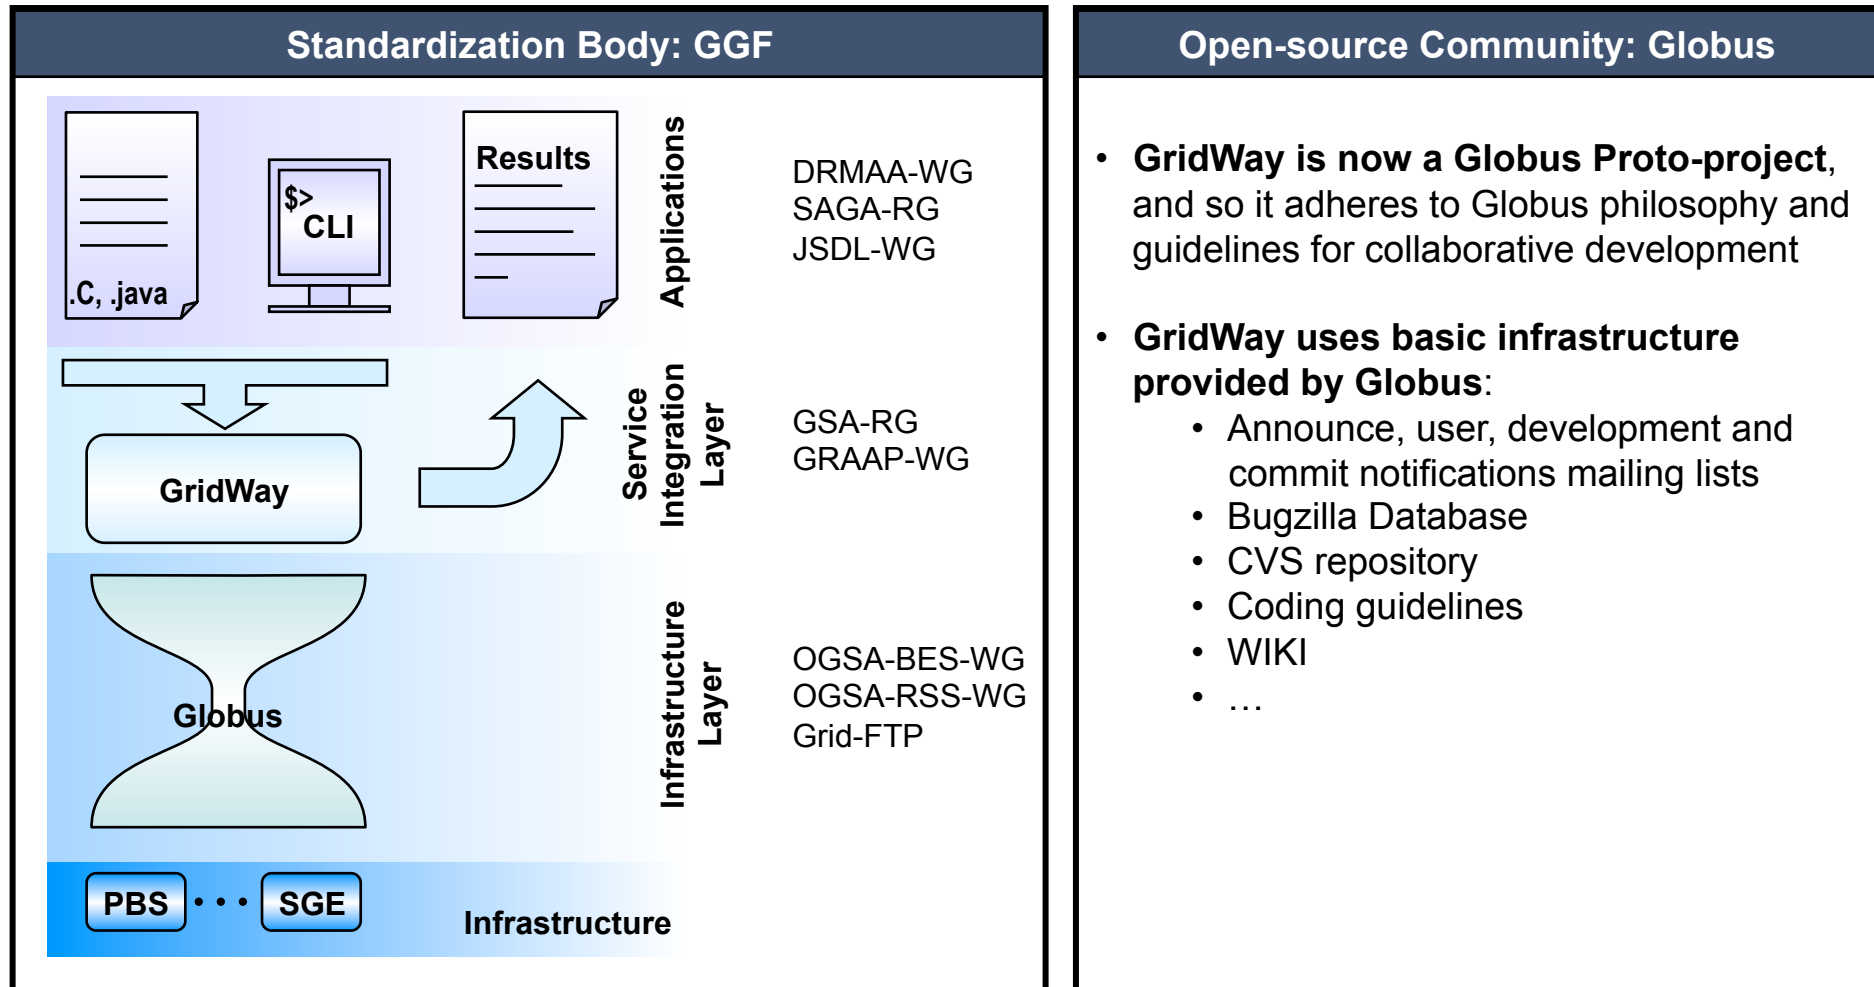 Standardization Body: GGF
.C, .java
$>
CLI
Results
Applications
DRMAA-WG
SAGA-RG
JSDL-WG
GridWay
Service
Integration
Layer
GSA-RG
GRAAP-WG
Globus
Infrastructure
Layer
OGSA-BES-WG
OGSA-RSS-WG
Grid-FTP
PBS
• • •
SGE
Infrastructure
Open-source Community: Globus
• GridWay is now a Globus Proto-project,
and so it adheres to Globus philosophy and
guidelines for collaborative development
• GridWay uses basic infrastructure
provided by Globus:
• Announce, user, development and
commit notifications mailing lists
• Bugzilla Database
• CVS repository
• Coding guidelines
• WIKI
• …